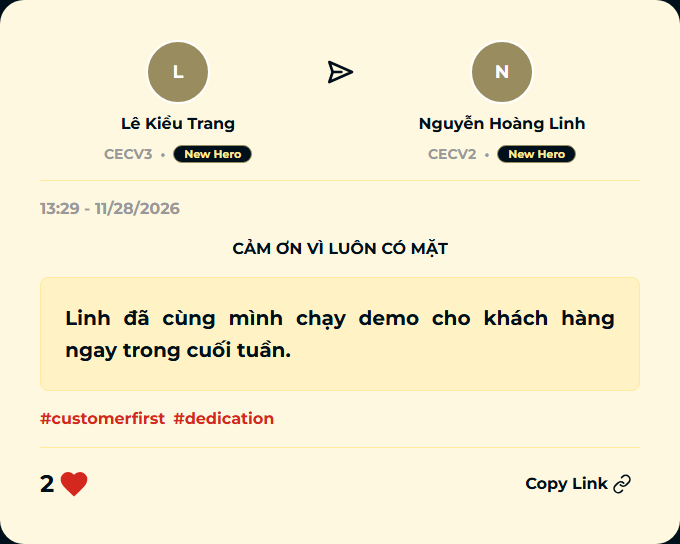 L
N
Lê Kiều Trang
Nguyễn Hoàng Linh
CECV3 • New Hero
CECV2 • New Hero
13:29 - 11/28/2026
CẢM ƠN VÌ LUÔN CÓ MẶT
Linh đã cùng mình chạy demo cho khách hàng
ngay trong cuối tuần.
#customerfirst #dedication
2
Copy Link